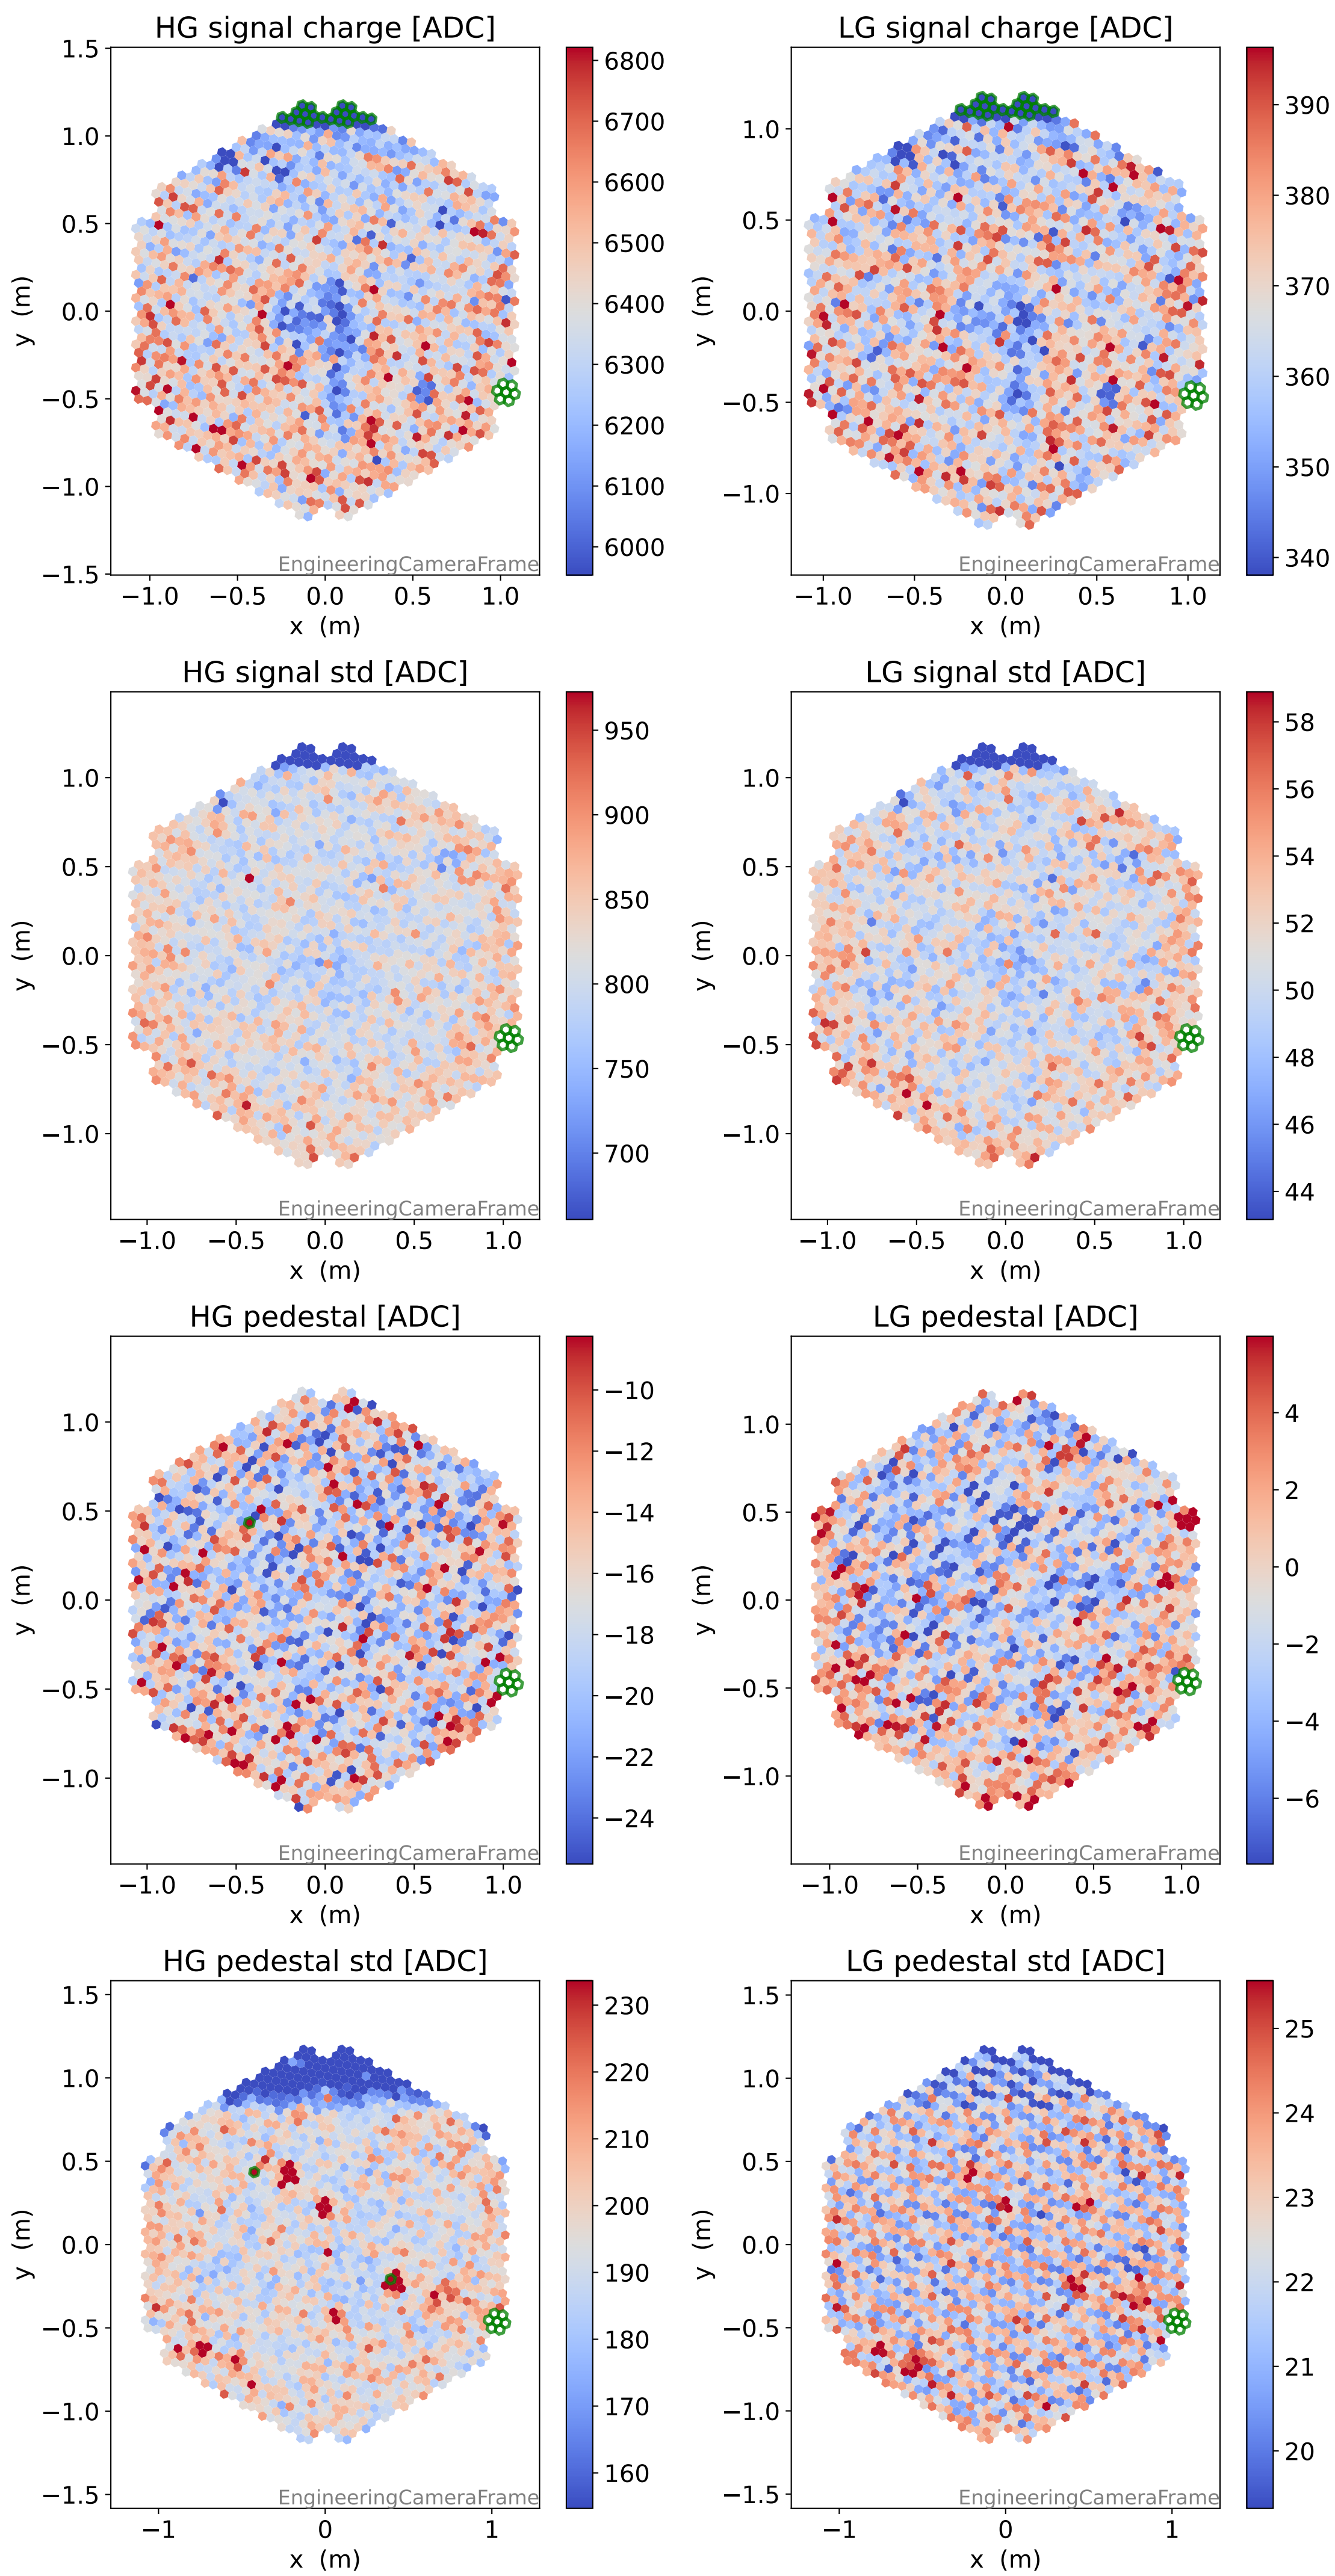 HG signal charge [ADC]
LG signal charge [ADC]
1.5
1.0
0.5
0.0
−0.5
−1.0
−1.5
y (m)
−1.0 −0.5 0.0 0.5 1.0
x (m)
EngineeringCameraFrame
6800
6700
6600
6500
6400
6300
6200
6100
6000
1.0
0.5
0.0
−0.5
−1.0
y (m)
−1.0 −0.5 0.0 0.5 1.0
x (m)
EngineeringCameraFrame
390
380
370
360
350
340
HG signal std [ADC]
LG signal std [ADC]
1.0
0.5
0.0
−0.5
−1.0
y (m)
−1.0 −0.5 0.0 0.5 1.0
x (m)
EngineeringCameraFrame
950
900
850
800
750
700
1.0
0.5
0.0
−0.5
−1.0
y (m)
−1.0 −0.5 0.0 0.5 1.0
x (m)
EngineeringCameraFrame
58
56
54
52
50
48
46
44
HG pedestal [ADC]
LG pedestal [ADC]
1.0
0.5
0.0
−0.5
−1.0
y (m)
−1.0 −0.5 0.0 0.5 1.0
x (m)
EngineeringCameraFrame
−10
−12
−14
−16
−18
−20
−22
−24
1.0
0.5
0.0
−0.5
−1.0
y (m)
−1.0 −0.5 0.0 0.5 1.0
x (m)
EngineeringCameraFrame
4
2
0
−2
−4
−6
HG pedestal std [ADC]
LG pedestal std [ADC]
1.5
1.0
0.5
0.0
−0.5
−1.0
−1.5
y (m)
−1 0 1
x (m)
EngineeringCameraFrame
230
220
210
200
190
180
170
160
1.5
1.0
0.5
0.0
−0.5
−1.0
−1.5
y (m)
−1 0 1
x (m)
EngineeringCameraFrame
25
24
23
22
21
20